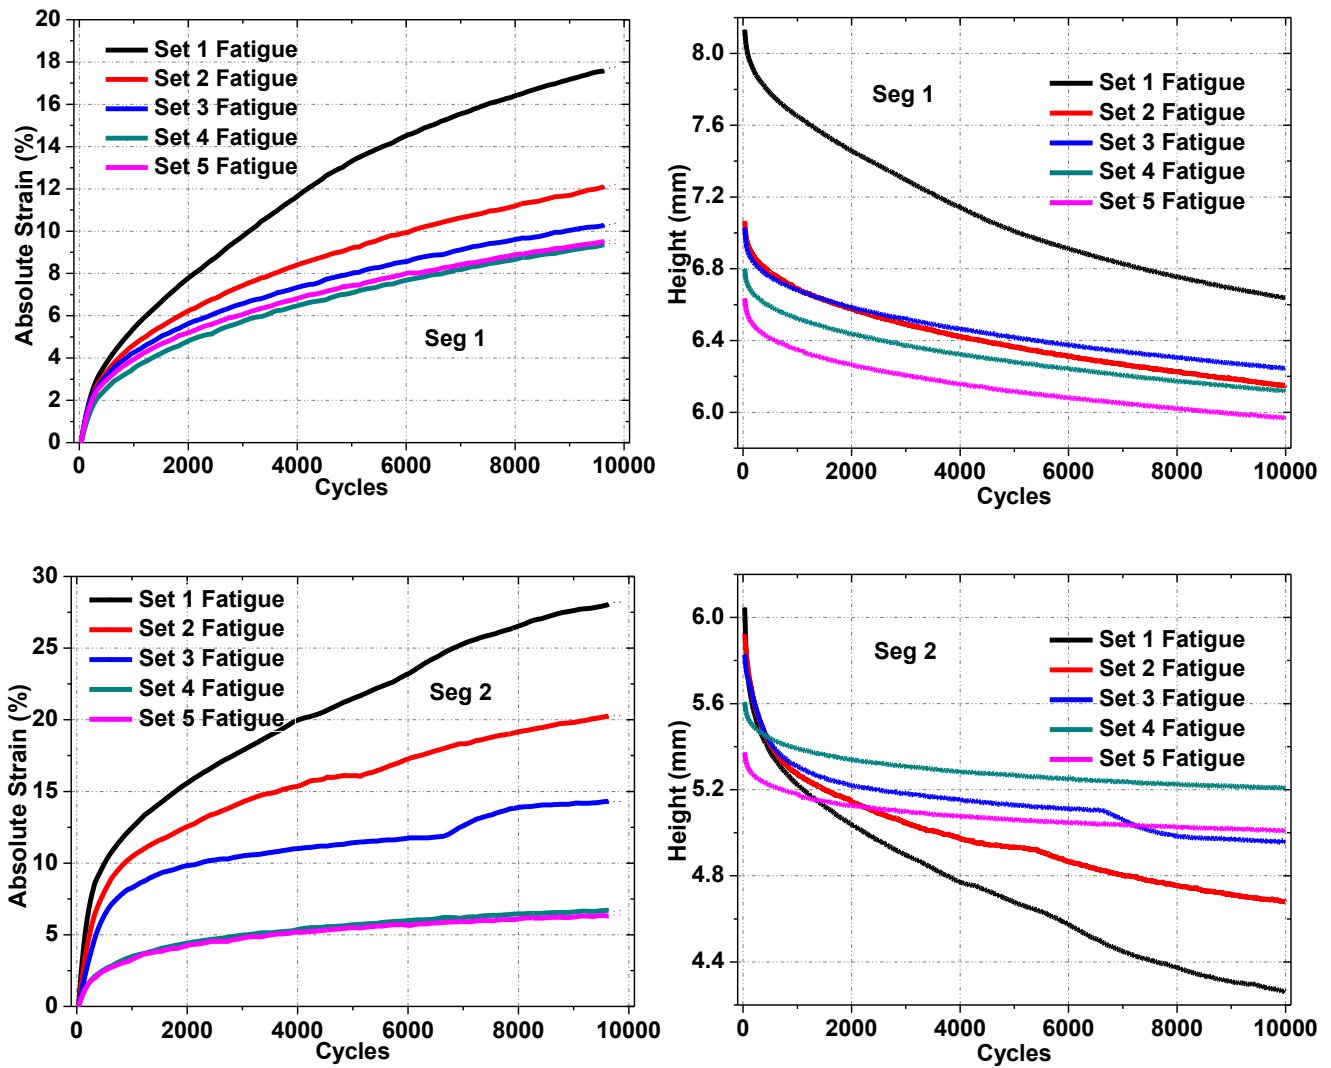 20
18
16
14
12
10
8
6
4
2
0
Absolute Strain (%)
Set 1 Fatigue
Set 2 Fatigue
Set 3 Fatigue
Set 4 Fatigue
Set 5 Fatigue
Seg 1
0 2000 4000 6000 8000 10000
Cycles
8.0
7.6
7.2
6.8
6.4
6.0
Height (mm)
Seg 1
Set 1 Fatigue
Set 2 Fatigue
Set 3 Fatigue
Set 4 Fatigue
Set 5 Fatigue
0 2000 4000 6000 8000 10000
Cycles
30
25
20
15
10
5
0
Absolute Strain (%)
Set 1 Fatigue
Set 2 Fatigue
Set 3 Fatigue
Set 4 Fatigue
Set 5 Fatigue
Seg 2
0 2000 4000 6000 8000 10000
Cycles
6.0
5.6
5.2
4.8
4.4
Height (mm)
Seg 2
Set 1 Fatigue
Set 2 Fatigue
Set 3 Fatigue
Set 4 Fatigue
Set 5 Fatigue
0 2000 4000 6000 8000 10000
Cycles